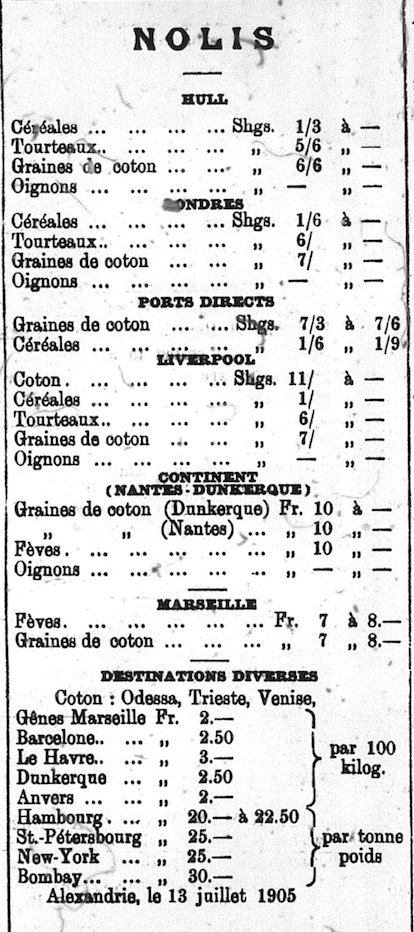 NOLIS
HULL
Céréales ... ... ... ... Shgs. 1/3 à —
Tourteaux.. ... ... ... „ 5/6 „ —
Graines de coton ... ... „ 6/6 „ —
Oignons ... ... ... ... „ — „ —
ONDRES
Céréales ... ... ... ... Shgs. 1/6 à —
Tourteaux.. ... ... ... „ 6/ „ —
Graines de coton ... ... „ 7/ „ —
Oignons ... ... ... ... „ — „ —
PORTS DIRECTS
Graines de coton ... ... Shgs. 7/3 à 7/6
Céréales ... ... ... ... „ 1/6 „ 1/9
LIVERPOOL
Coton. ... ... ... ... Shgs. 11/ à —
Céréales ... ... ... ... „ 1/ „ —
Tourteaux.. ... ... ... „ 6/ „ —
Graines de coton ... ... „ 7/ „ —
Oignons ... ... ... ... „ — „ —
CONTINENT
(NANTES-DUNKERQUE)
Graines de coton (Dunkerque) Fr. 10 à —
„ „ (Nantes) ... „ 10 „ —
Fèves. ... ... ... ... ... „ 10 „ —
Oignons ... ... ... ... ... „ — „ —
MARSEILLE
Fèves. ... ... ... ... ... Fr. 7 à 8.—
Graines de coton ... ... ... „ 7 „ 8.—
DESTINATIONS DIVERSES
Coton : Odessa, Trieste, Venise,
Gênes Marseille Fr. 2.—
Barcelone.. ... „ 2.50
Le Havre.. ... „ 3.—
Dunkerque ... „ 2.50
Anvers ... ... „ 2.—
par 100
kilog.
Hambourg. ... „ 20.— à 22.50
St.-Pétersbourg „ 25.—
New-York ... „ 25.—
Bombay... ... „ 30.—
par tonne
poids
Alexandrie, le 13 juillet 1905